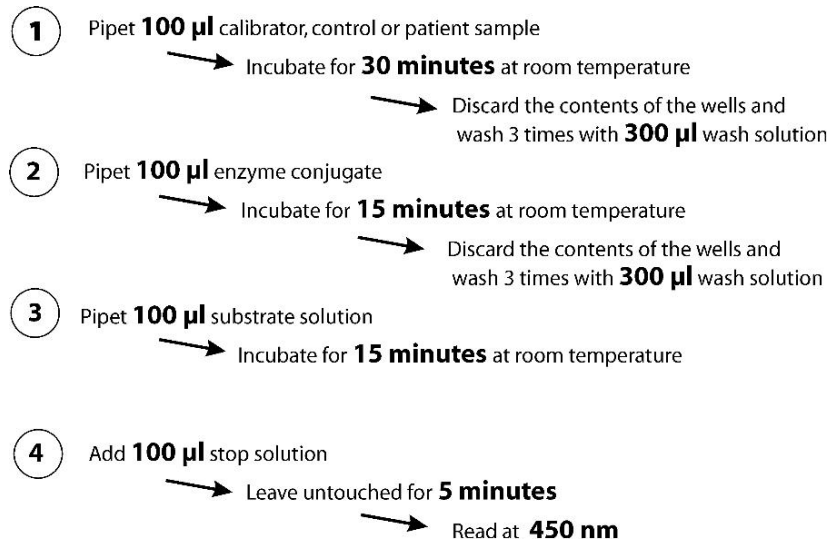 1 Pipet 100 µl calibrator, control or patient sample
Incubate for 30 minutes at room temperature
Discard the contents of the wells and
wash 3 times with 300 µl wash solution
2 Pipet 100 µl enzyme conjugate
Incubate for 15 minutes at room temperature
Discard the contents of the wells and
wash 3 times with 300 µl wash solution
3 Pipet 100 µl substrate solution
Incubate for 15 minutes at room temperature
4 Add 100 µl stop solution
Leave untouched for 5 minutes
Read at 450 nm